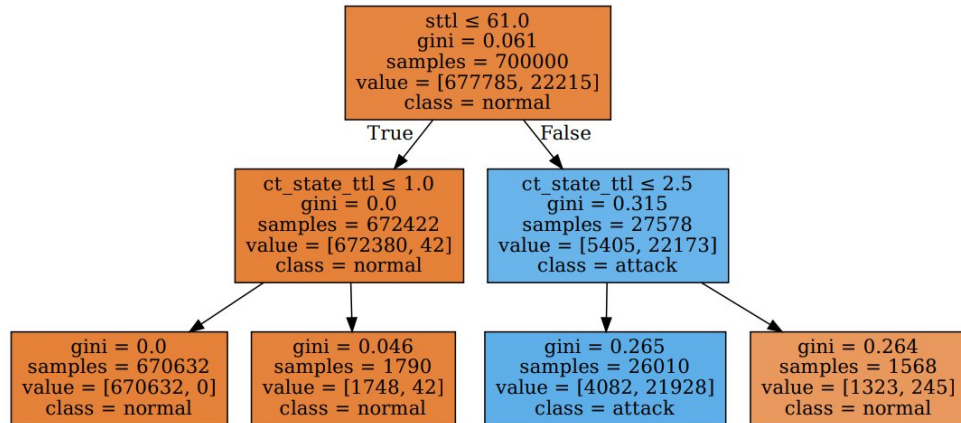 sttl ≤ 61.0
gini = 0.061
samples = 700000
value = [677785, 22215]
class = normal
True
False
ct_state_ttl ≤ 1.0
gini = 0.0
samples = 672422
value = [672380, 42]
class = normal
ct_state_ttl ≤ 2.5
gini = 0.315
samples = 27578
value = [5405, 22173]
class = attack
gini = 0.0
samples = 670632
value = [670632, 0]
class = normal
gini = 0.046
samples = 1790
value = [1748, 42]
class = normal
gini = 0.265
samples = 26010
value = [4082, 21928]
class = attack
gini = 0.264
samples = 1568
value = [1323, 245]
class = normal